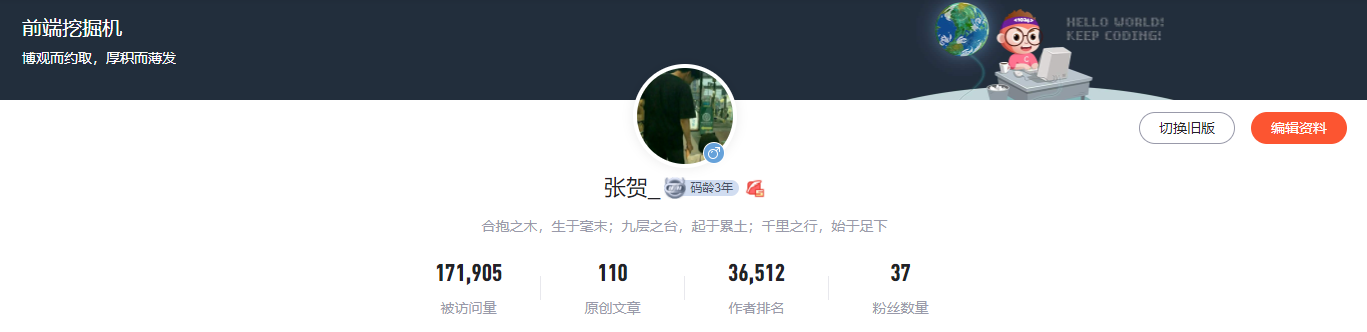 前端挖掘机
博观而约取，厚积而薄发
HELLO WORLD!
KEEP CODING!
切换旧版
编辑资料
张贺_
码龄3年
合抱之木，生于毫末；九层之台，起于累土；千里之行，始于足下
171,905 110 36,512 37
被访问量 原创文章 作者排名 粉丝数量